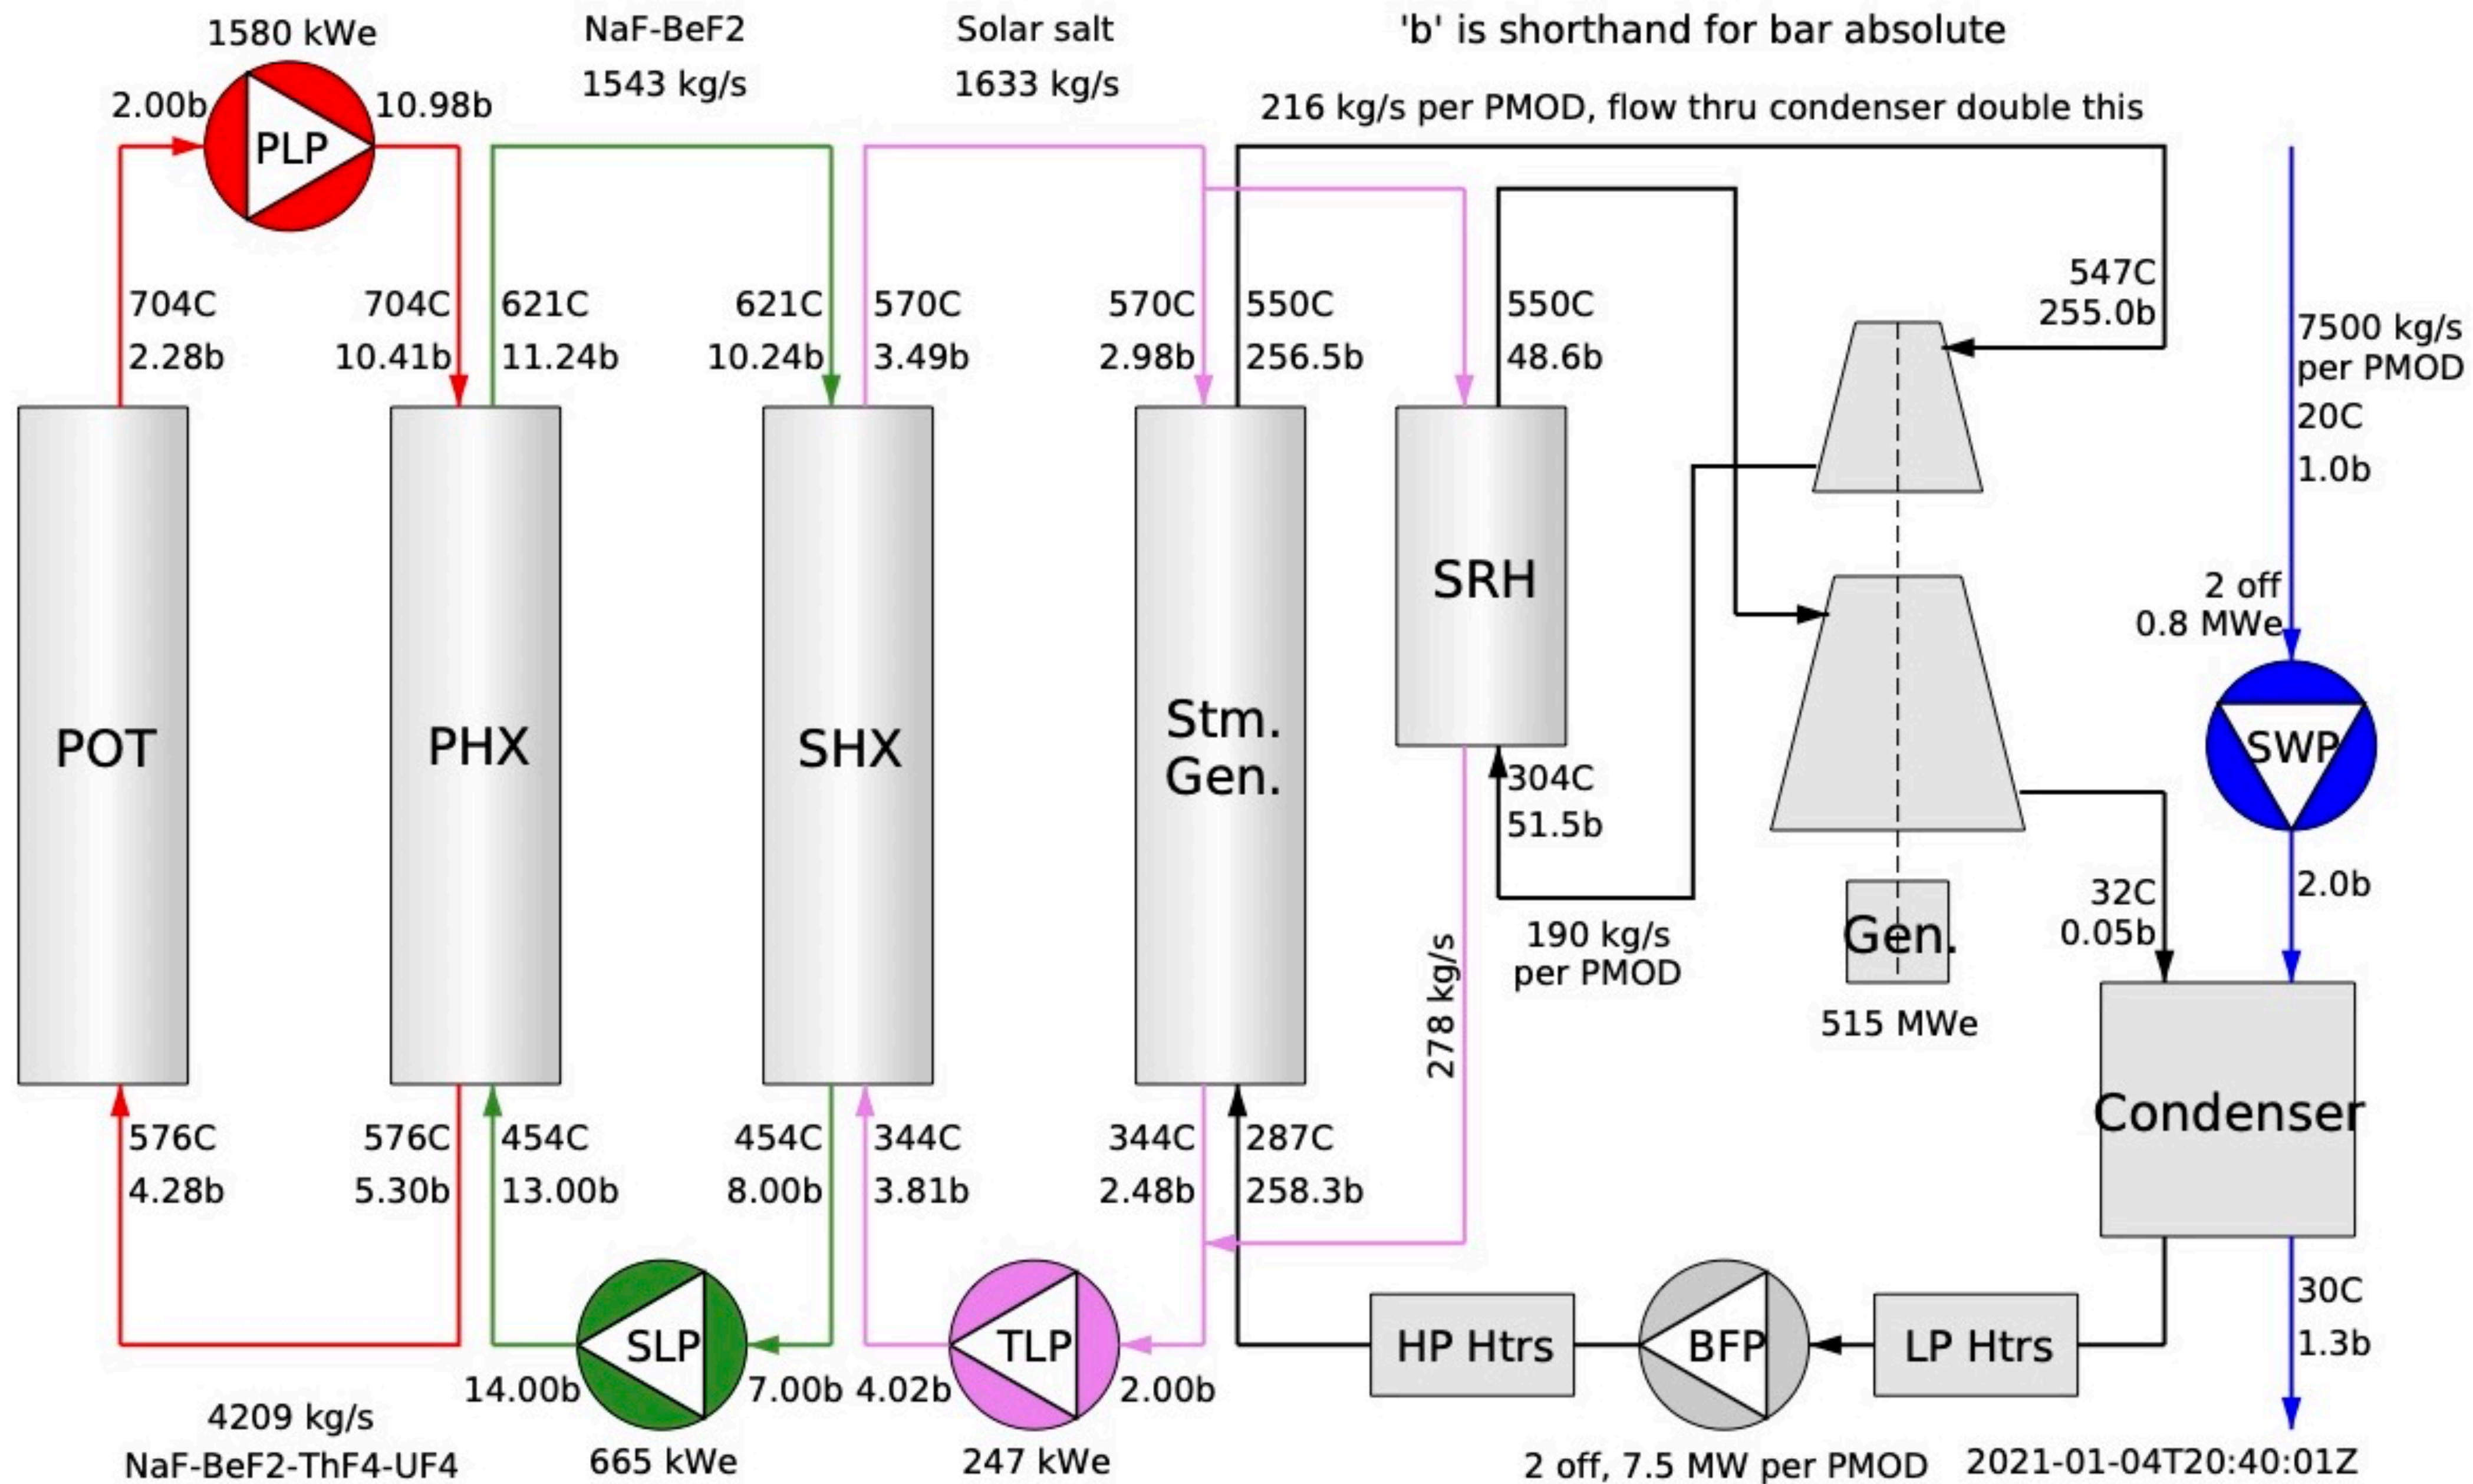 1580 kWe
2.00b
PLP
10.98b
NaF-BeF2
1543 kg/s
Solar salt
1633 kg/s
'b' is shorthand for bar absolute
216 kg/s per PMOD, flow thru condenser double this
704C
2.28b
704C
10.41b
621C
11.24b
621C
10.24b
570C
3.49b
570C
2.98b
550C
256.5b
550C
48.6b
547C
255.0b
7500 kg/s
per PMOD
20C
1.0b
POT
PHX
SHX
Stm.
Gen.
SRH
2 off
0.8 MWe
SWP
304C
51.5b
190 kg/s
per PMOD
278 kg/s
Gen.
515 MWe
32C
0.05b
2.0b
Condenser
576C
4.28b
576C
5.30b
454C
13.00b
454C
8.00b
344C
3.81b
344C
2.48b
287C
258.3b
30C
1.3b
14.00b
SLP
7.00b
4.02b
TLP
2.00b
HP Htrs
BFP
LP Htrs
4209 kg/s
NaF-BeF2-ThF4-UF4
665 kWe
247 kWe
2 off, 7.5 MW per PMOD
2021-01-04T20:40:01Z